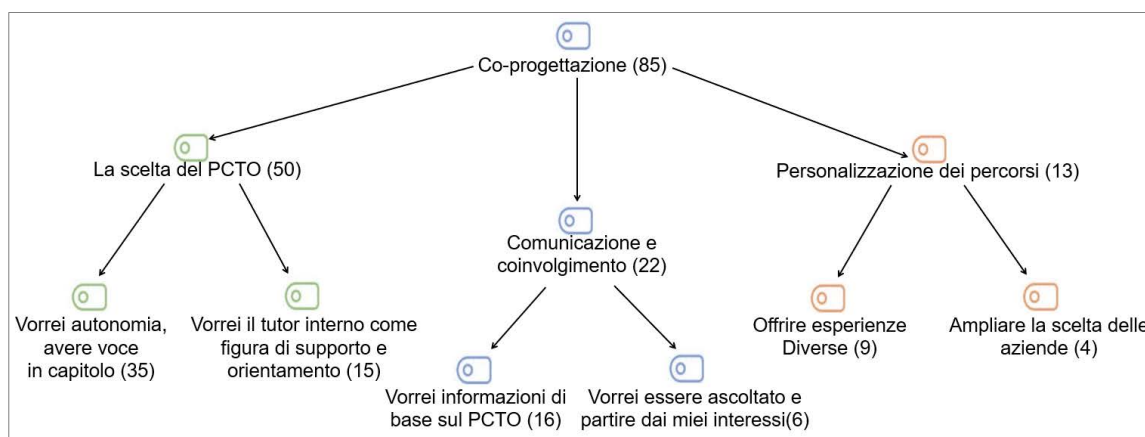 Co-progettazione (85)
La scelta del PCTO (50)
Personalizzazione dei percorsi (13)
Comunicazione e
coinvolgimento (22)
Vorrei autonomia,
avere voce
in capitolo (35)
Vorrei il tutor interno come
figura di supporto e
orientamento (15)
Offrire esperienze
Diverse (9)
Ampliare la scelta delle
aziende (4)
Vorrei informazioni di
base sul PCTO (16)
Vorrei essere ascoltato e
partire dai miei interessi(6)